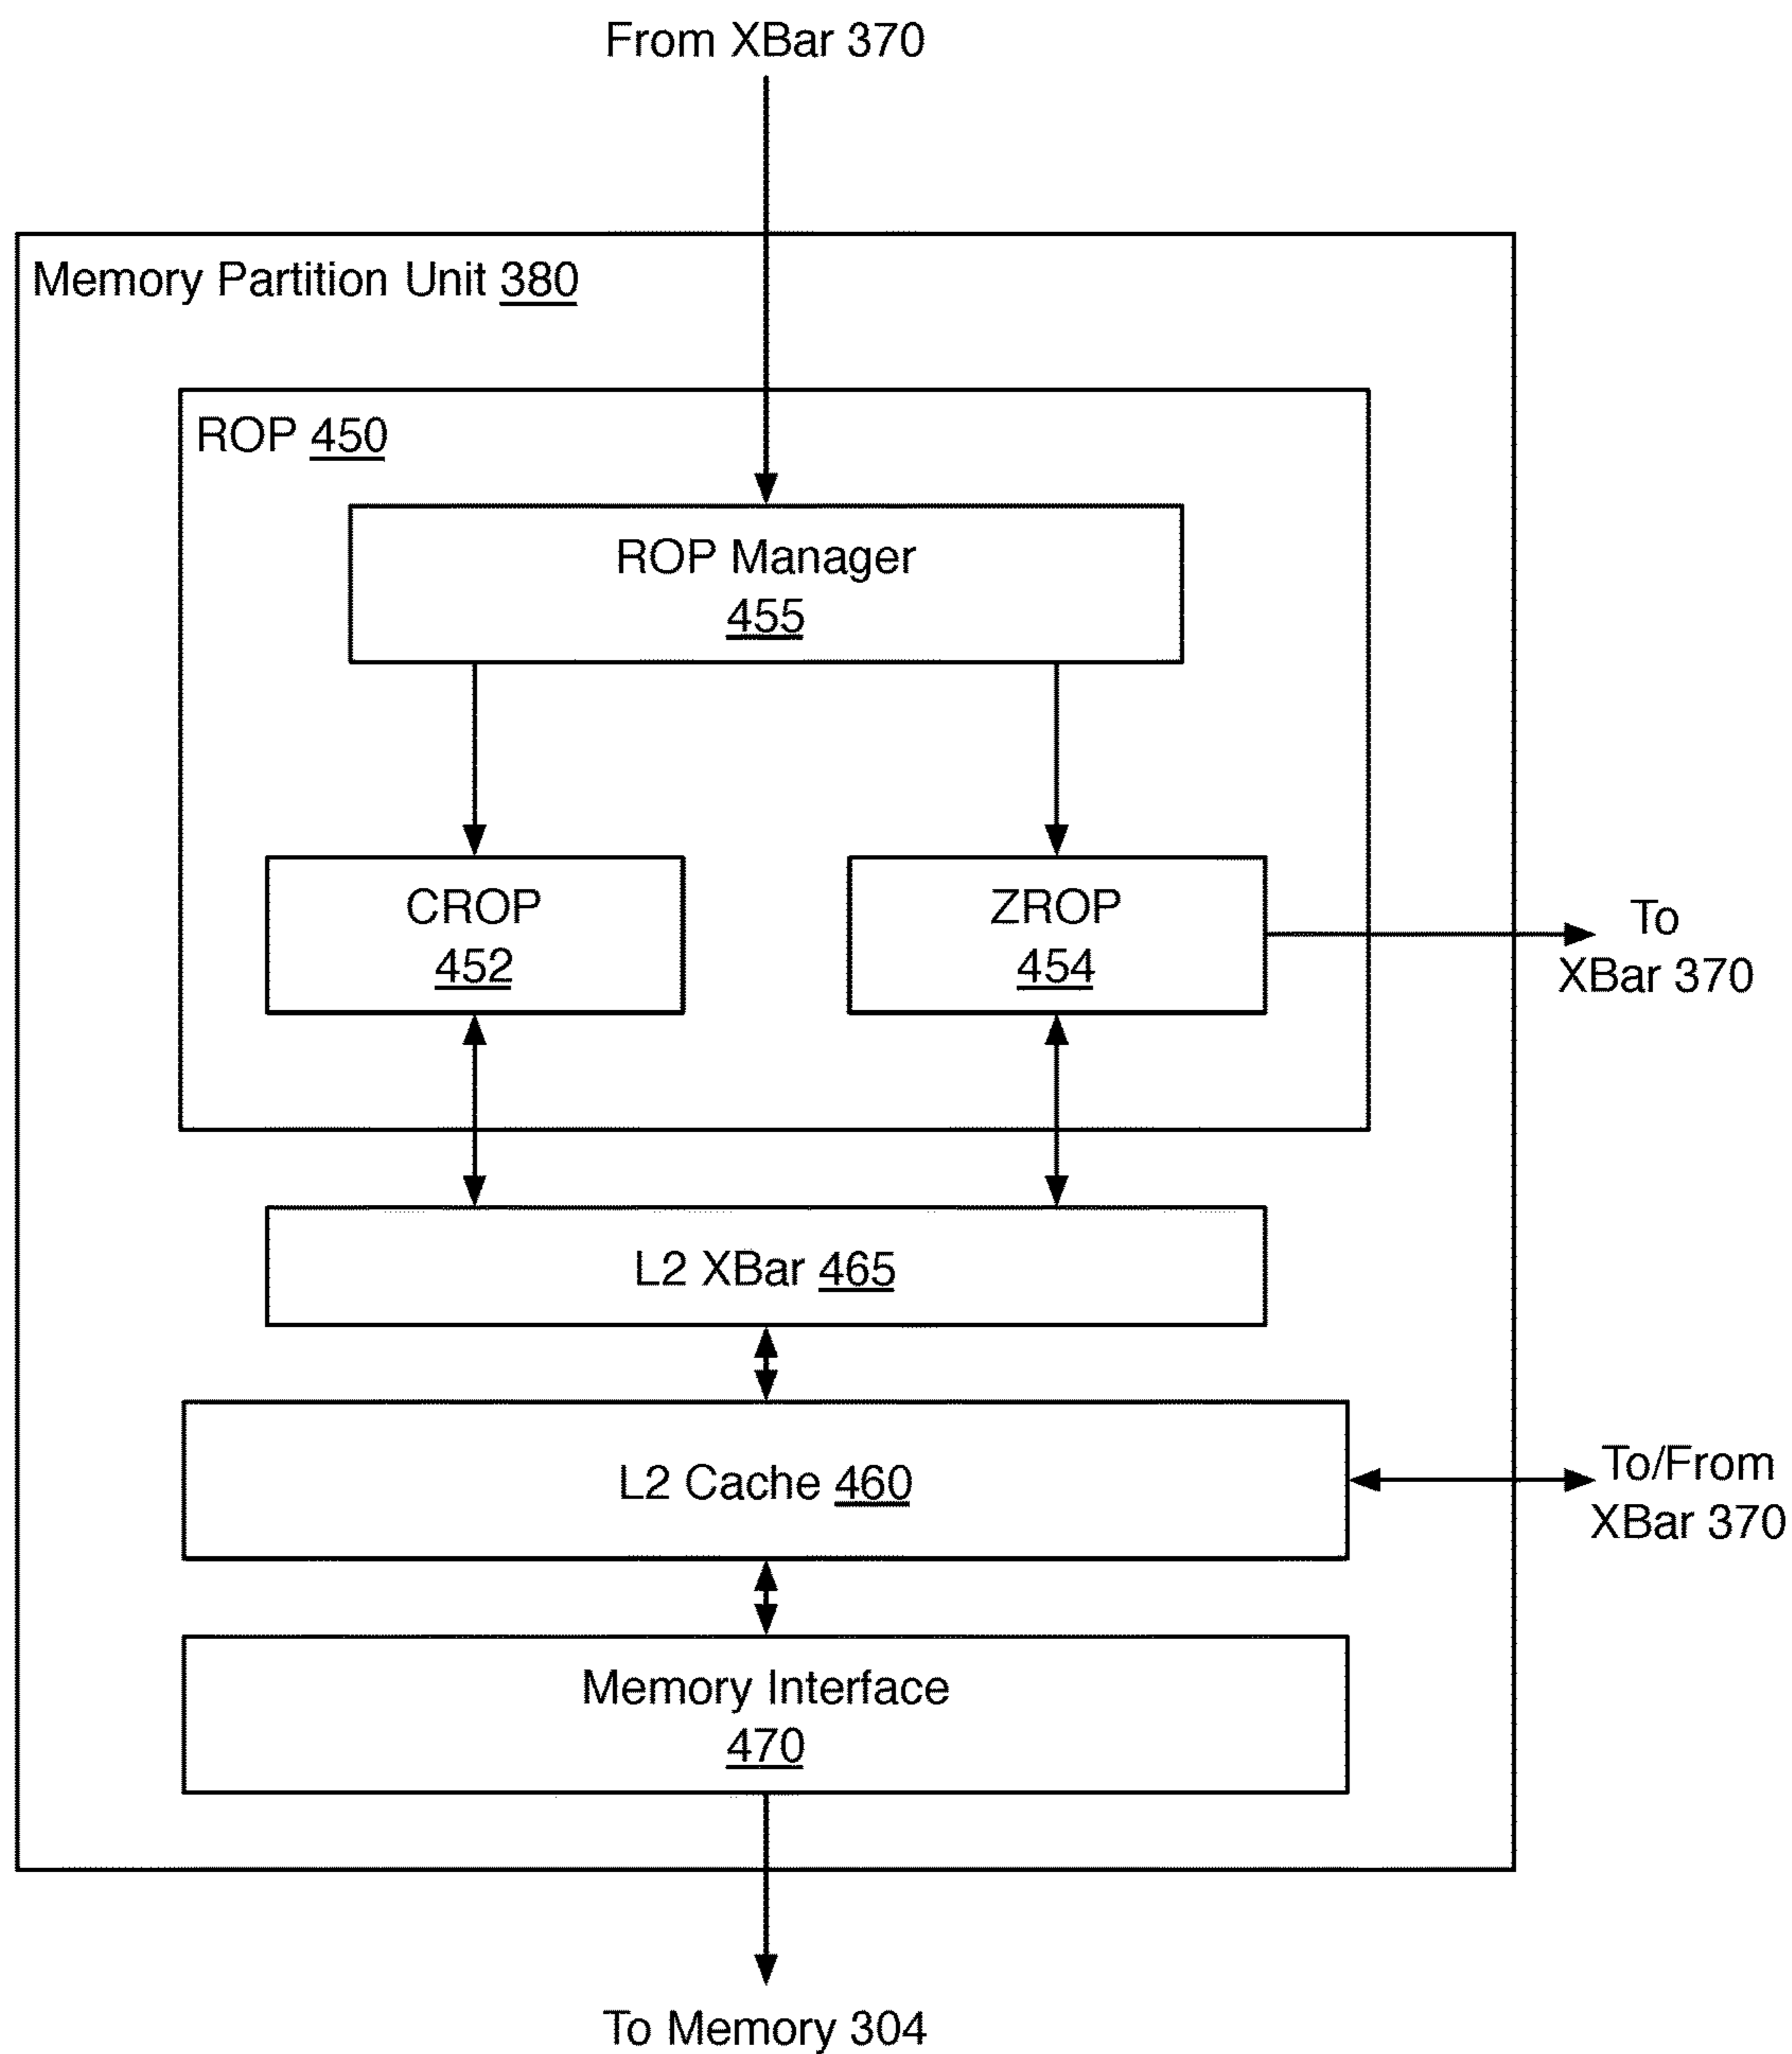 From XBar 370
Memory Partition Unit 380
ROP 450
ROP Manager
455
CROP
452
ZROP
454
To
XBar 370
L2 XBar 465
L2 Cache 460
To/From
XBar 370
Memory Interface
470
To Memory 304